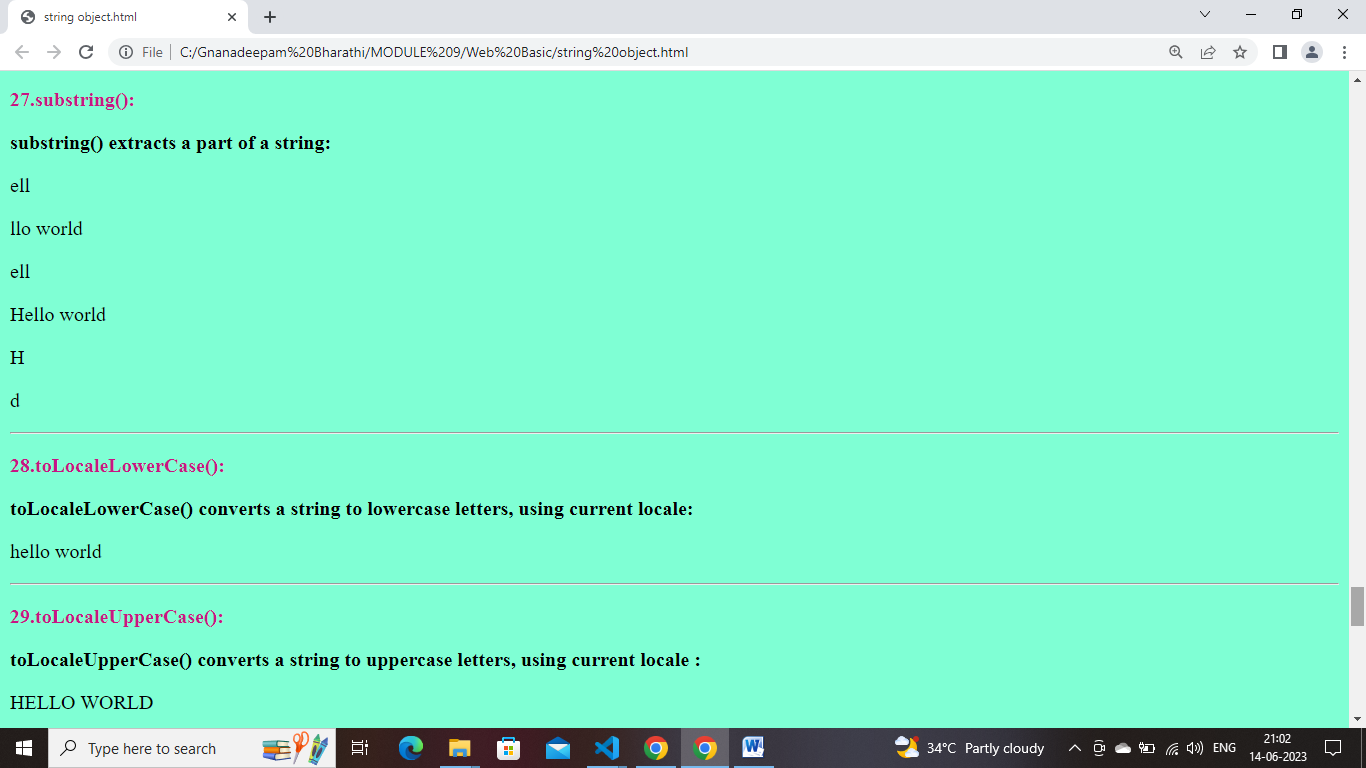 string object.html
File
C:/Gnanadeepam%20Bharathi/MODULE%209/Web%20Basic/string%20object.html
27.substring():
substring() extracts a part of a string:
ell
llo world
ell
Hello world
H
d
28.toLocaleLowerCase():
toLocaleLowerCase() converts a string to lowercase letters, using current locale:
hello world
29.toLocaleUpperCase():
toLocaleUpperCase() converts a string to uppercase letters, using current locale :
HELLO WORLD
Type here to search
34°C Partly cloudy
ENG
21:02
14-06-2023